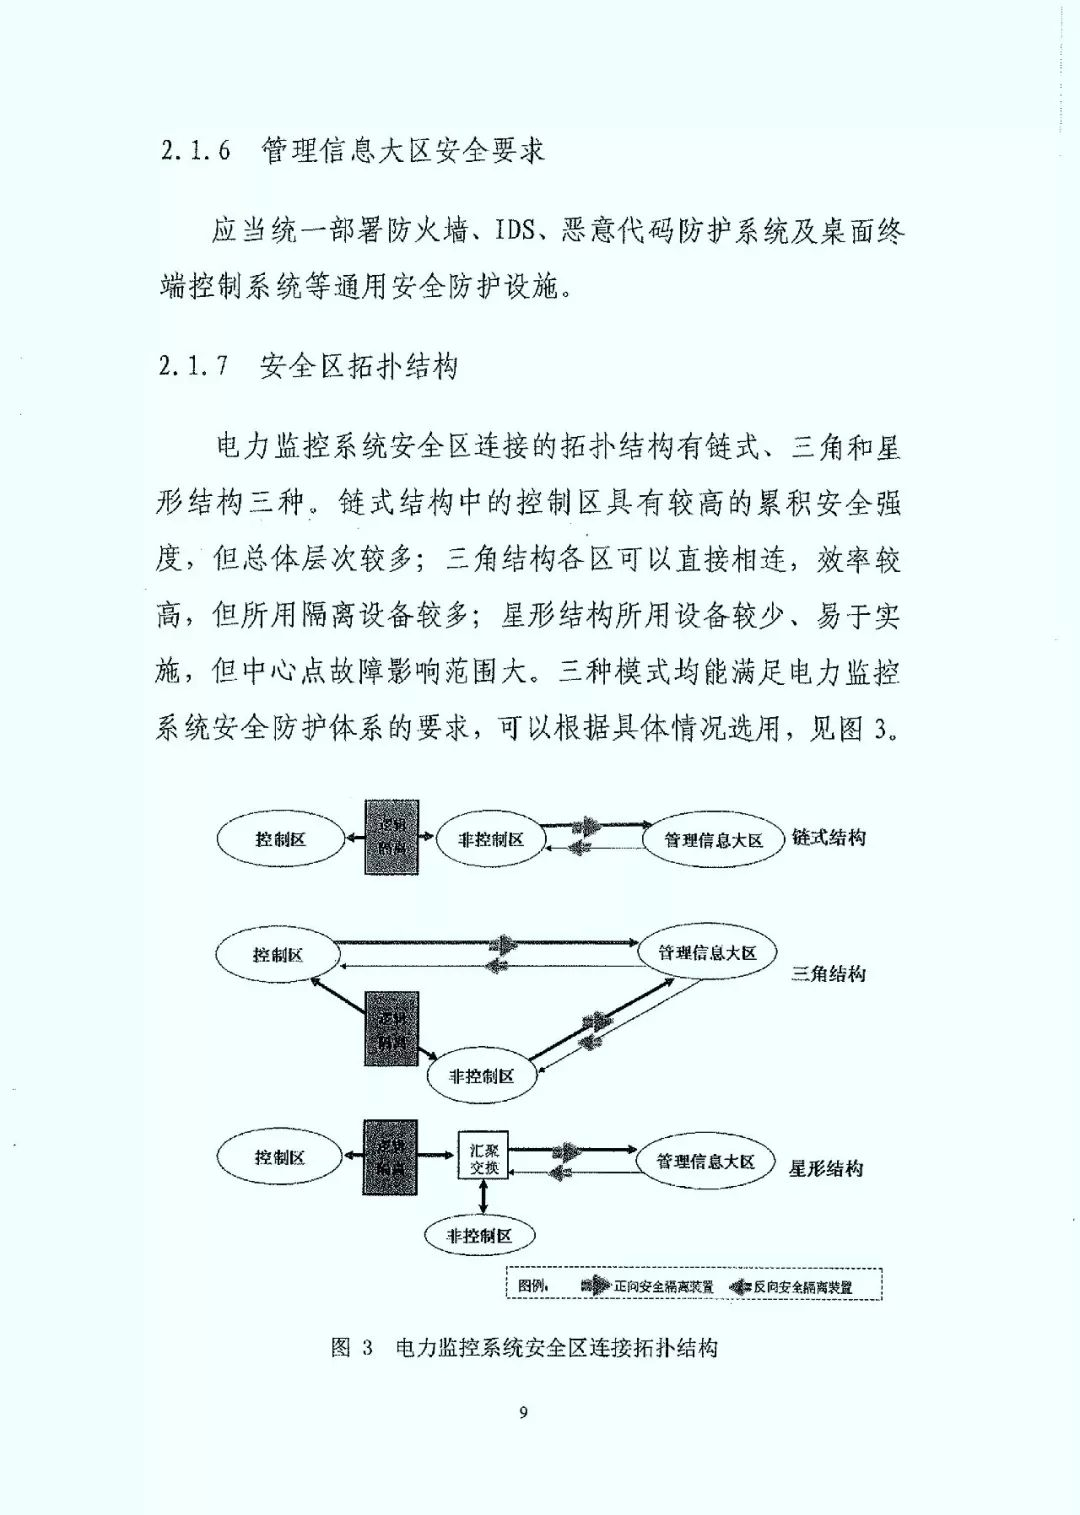 2.1.6 管理信息大区安全要求
应当统一部署防火墙、IDS、恶意代码防护系统及桌面终
端控制系统等通用安全防护设施。
2.1.7 安全区拓扑结构
电力监控系统安全区连接的拓扑结构有链式、三角和星
形结构三种。链式结构中的控制区具有较高的累积安全强
度，但总体层次较多；三角结构各区可以直接相连，效率较
高，但所用隔离设备较多；星形结构所用设备较少、易于实
施，但中心点故障影响范围大。三种模式均能满足电力监控
系统安全防护体系的要求，可以根据具体情况选用，见图 3。
控制区
逻辑
隔离
非控制区
管理信息大区
链式结构
控制区
管理信息大区
三角结构
逻辑
隔离
非控制区
控制区
逻辑
隔离
汇聚
交换
管理信息大区
星形结构
非控制区
图例：
正向安全隔离装置
反向安全隔离装置
图 3 电力监控系统安全区连接拓扑结构
9